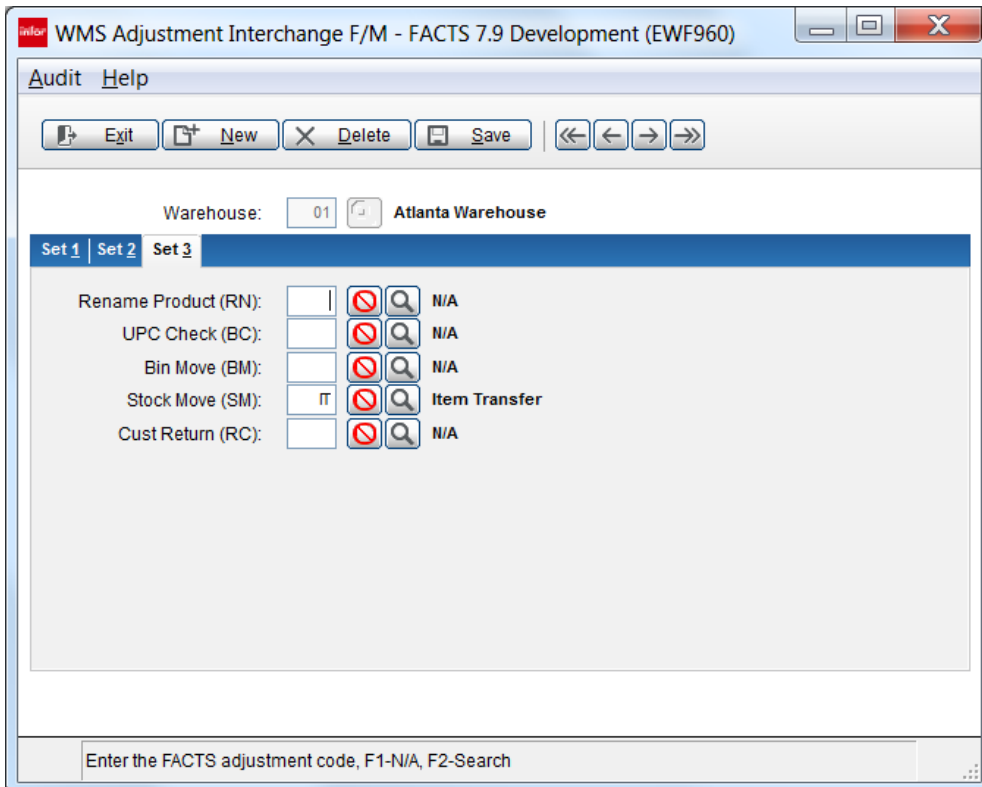 infor WMS Adjustment Interchange F/M - FACTS 7.9 Development (EWF960)
Audit Help
Exit New Delete Save
Warehouse: 01 Atlanta Warehouse
Set 1 Set 2 Set 3
Rename Product (RN): N/A
UPC Check (BC): N/A
Bin Move (BM): N/A
Stock Move (SM): IT Item Transfer
Cust Return (RC): N/A
Enter the FACTS adjustment code, F1-N/A, F2-Search